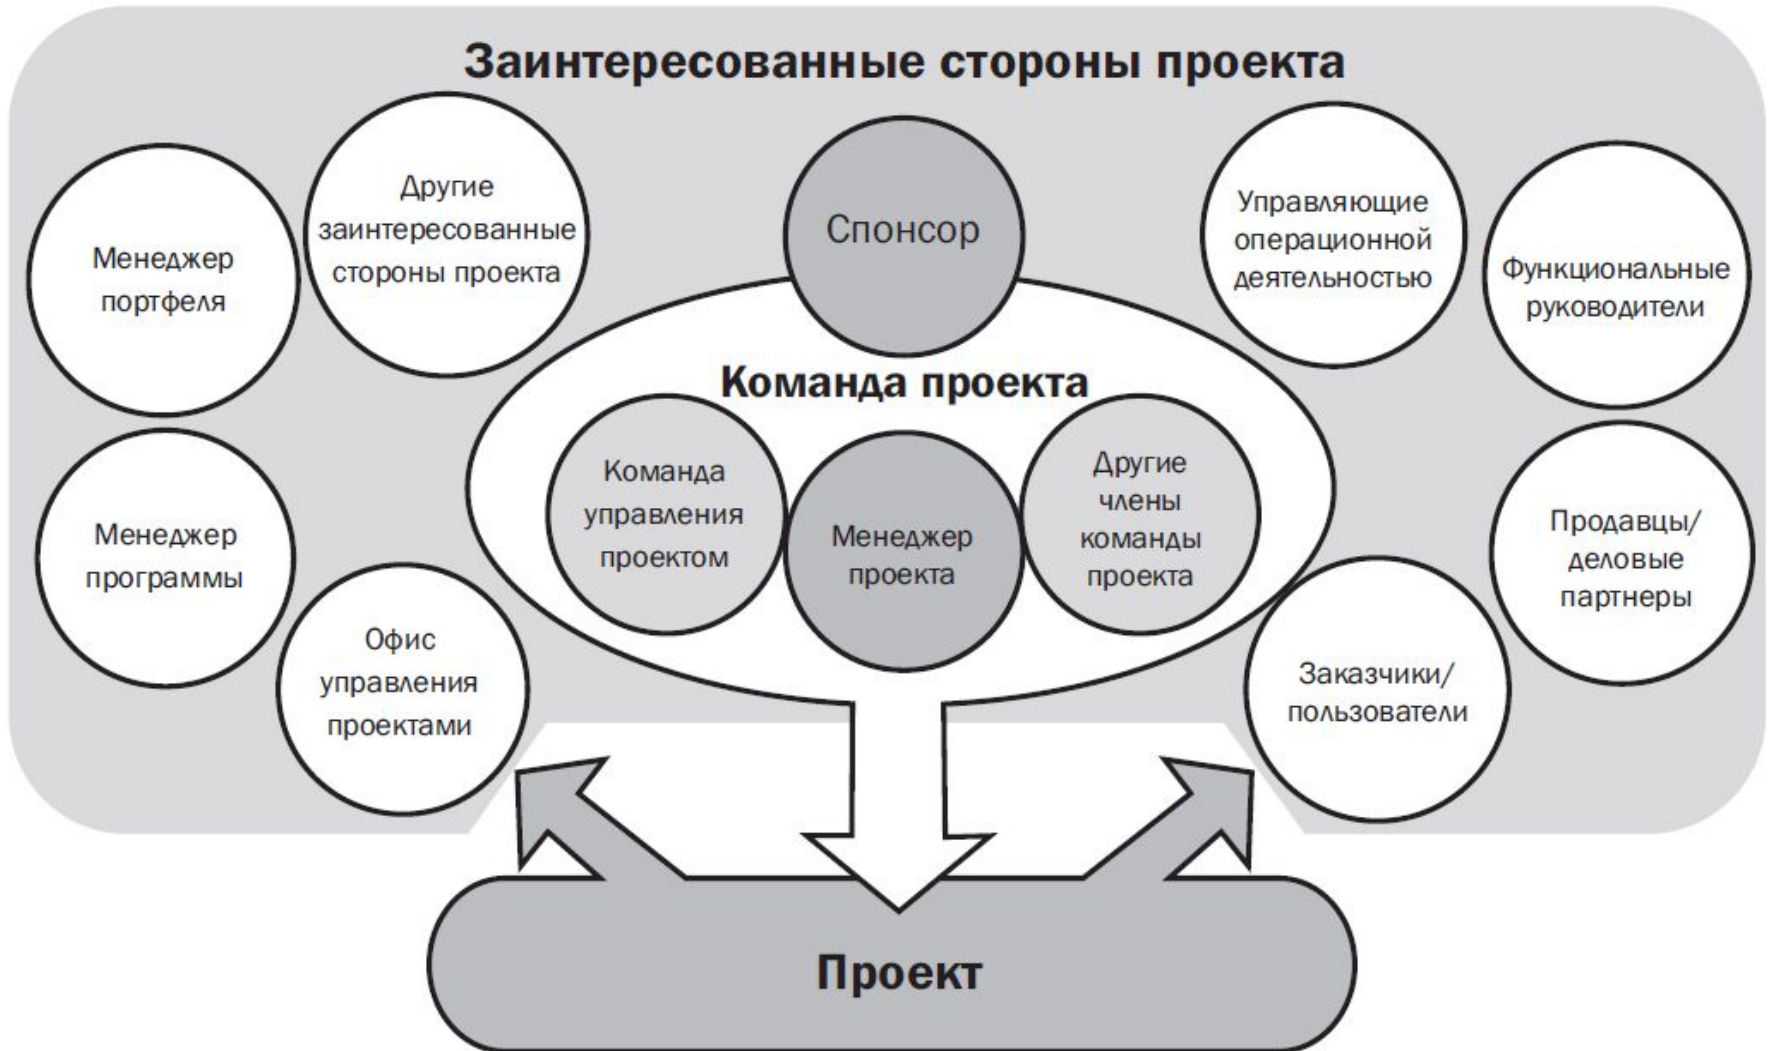 Заинтересованные стороны проекта
Менеджер
портфеля
Другие
заинтересованные
стороны проекта
Спонсор
Управляющие
операционной
деятельностью
Функциональные
руководители
Команда проекта
Команда
управления
проектом
Менеджер
проекта
Другие
члены
команды
проекта
Менеджер
программы
Офис
управления
проектами
Продавцы/
деловые
партнеры
Заказчики/
пользователи
Проект